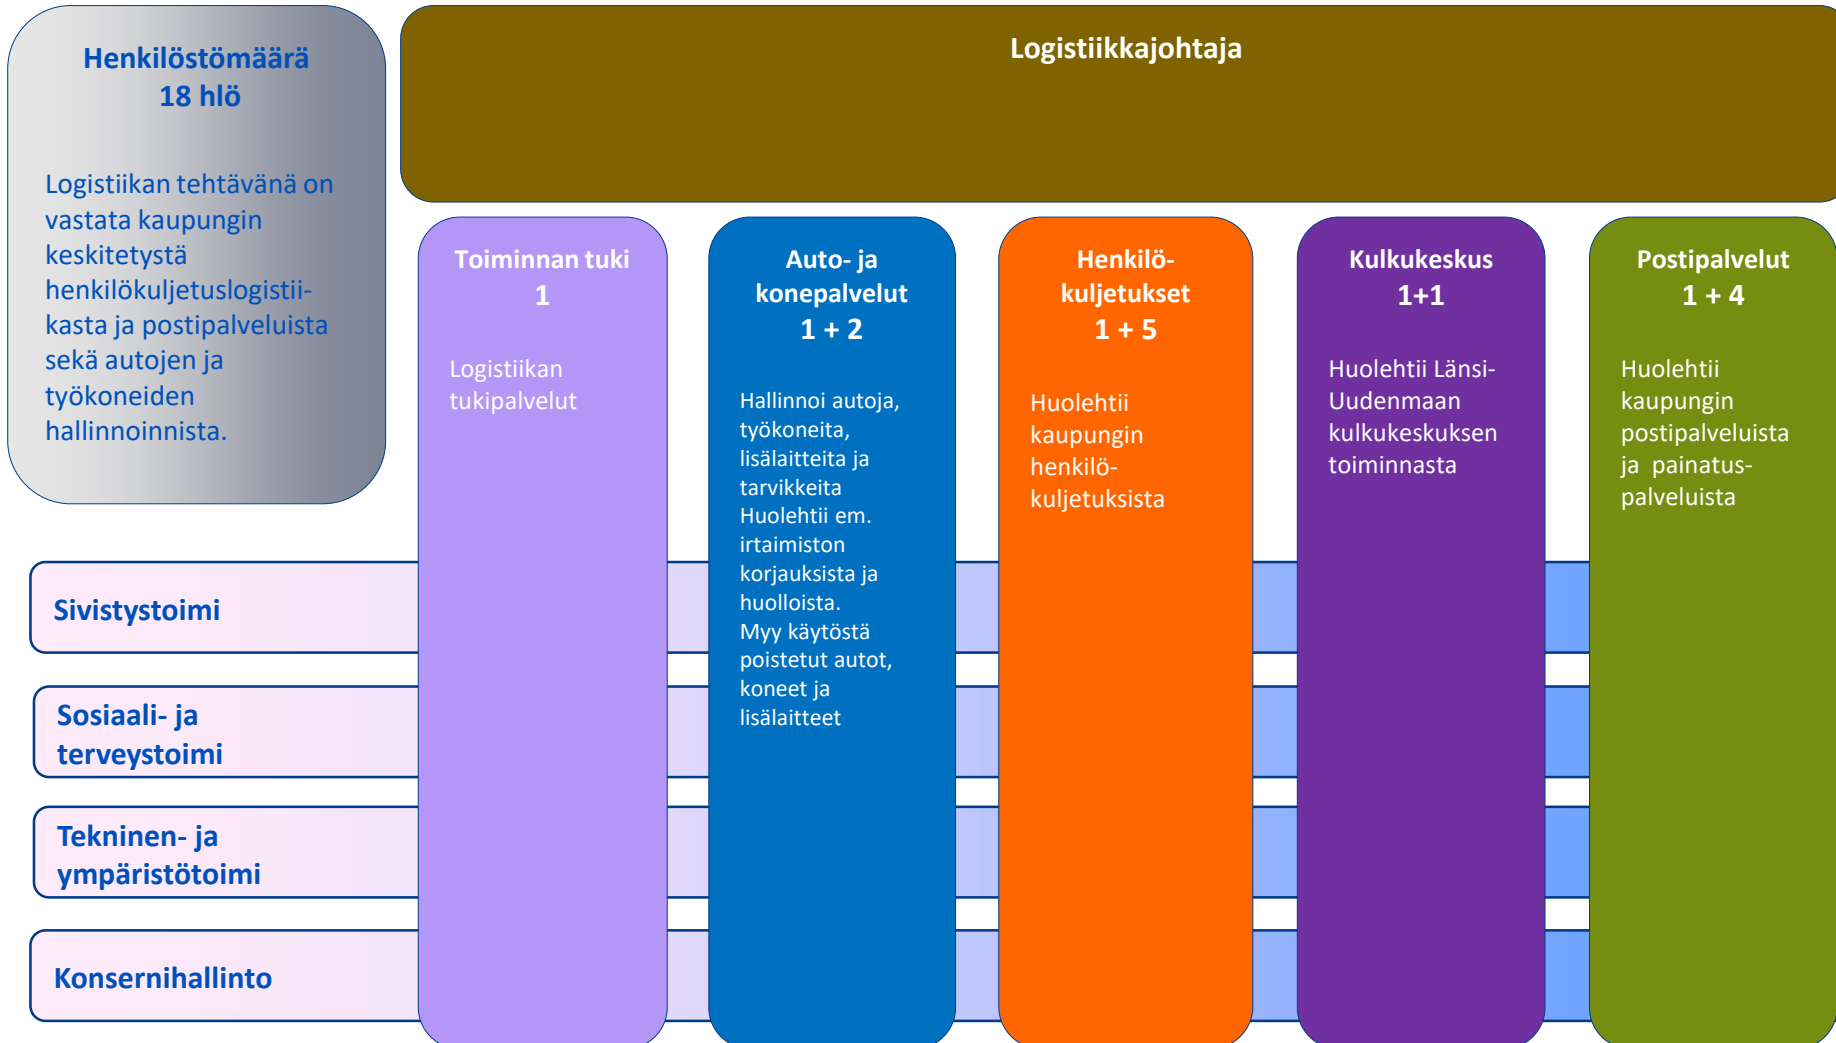 Henkilöstömäärä
18 hlö
Logistiikan tehtävänä on
vastata kaupungin
keskitetystä
henkilökuljetuslogistii-
kasta ja postipalveluista
sekä autojen ja
työkoneiden
hallinnoinnista.
Logistiikkajohtaja
Toiminnan tuki
1
Logistiikan
tukipalvelut
Auto- ja
konepalvelut
1 + 2
Hallinnoi autoja,
työkoneita,
lisälaitteita ja
tarvikkeita
Huolehtii em.
irtaimiston
korjauksista ja
huolloista.
Myy käytöstä
poistetut autot,
koneet ja
lisälaitteet
Henkilö-
kuljetukset
1 + 5
Huolehtii
kaupungin
henkilö-
kuljetuksista
Kulkukeskus
1+1
Huolehtii Länsi-
Uudenmaan
kulkukeskuksen
toiminnasta
Postipalvelut
1 + 4
Huolehtii
kaupungin
postipalveluista
ja  painatus-
palveluista
Sivistystoimi
Sosiaali- ja
terveystoimi
Tekninen- ja
ympäristötoimi
Konsernihallinto